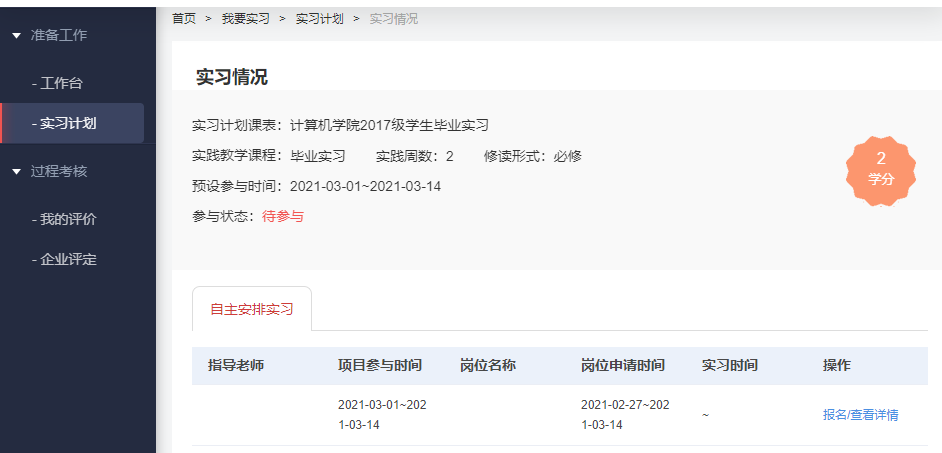 首页 > 我要实习 > 实习计划 > 实习情况
准备工作
- 工作台
- 实习计划
过程考核
- 我的评价
- 企业评定
实习情况
实习计划课表：计算机学院2017级学生毕业实习
实践教学课程：毕业实习 实践周数：2 修读形式：必修
预设参与时间：2021-03-01~2021-03-14
参与状态：待参与
2
学分
自主安排实习
指导老师 项目参与时间 岗位名称 岗位申请时间 实习时间 操作
2021-03-01~202 2021-02-27~202
1-03-14 1-03-14
~ 报名/查看详情